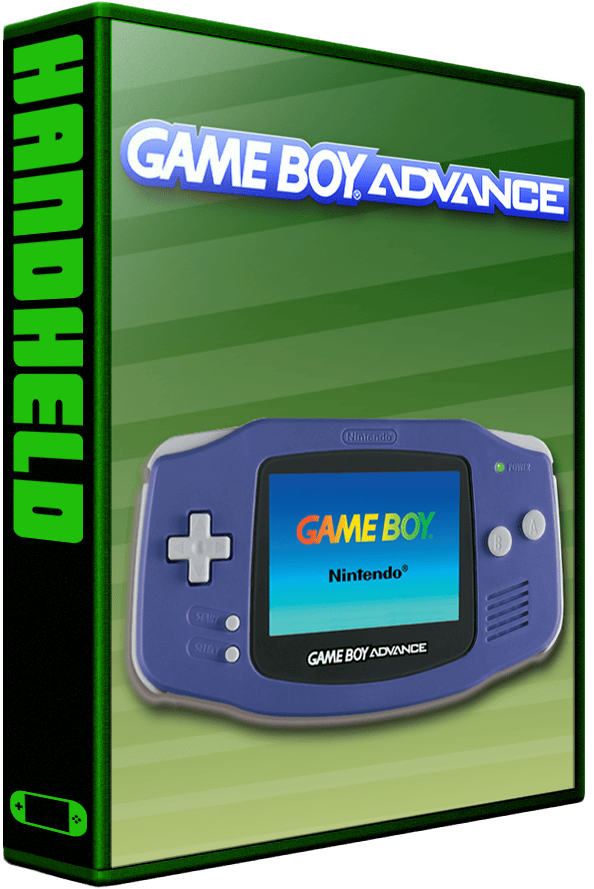 HANDHELD
GAME BOY® ADVANCE
Nintendo
POWER
GAME BOY®
Nintendo®
A
B
START
SELECT
GAME BOY ADVANCE